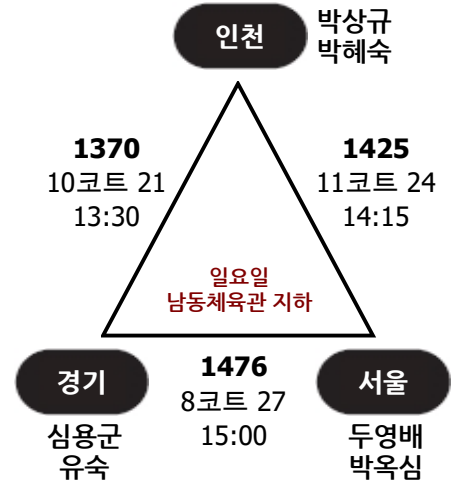 인천
박상규
박혜숙
1370
10코트 21
13:30
1425
11코트 24
14:15
일요일
남동체육관 지하
경기
심용군
유숙
1476
8코트 27
15:00
서울
두영배
박옥심